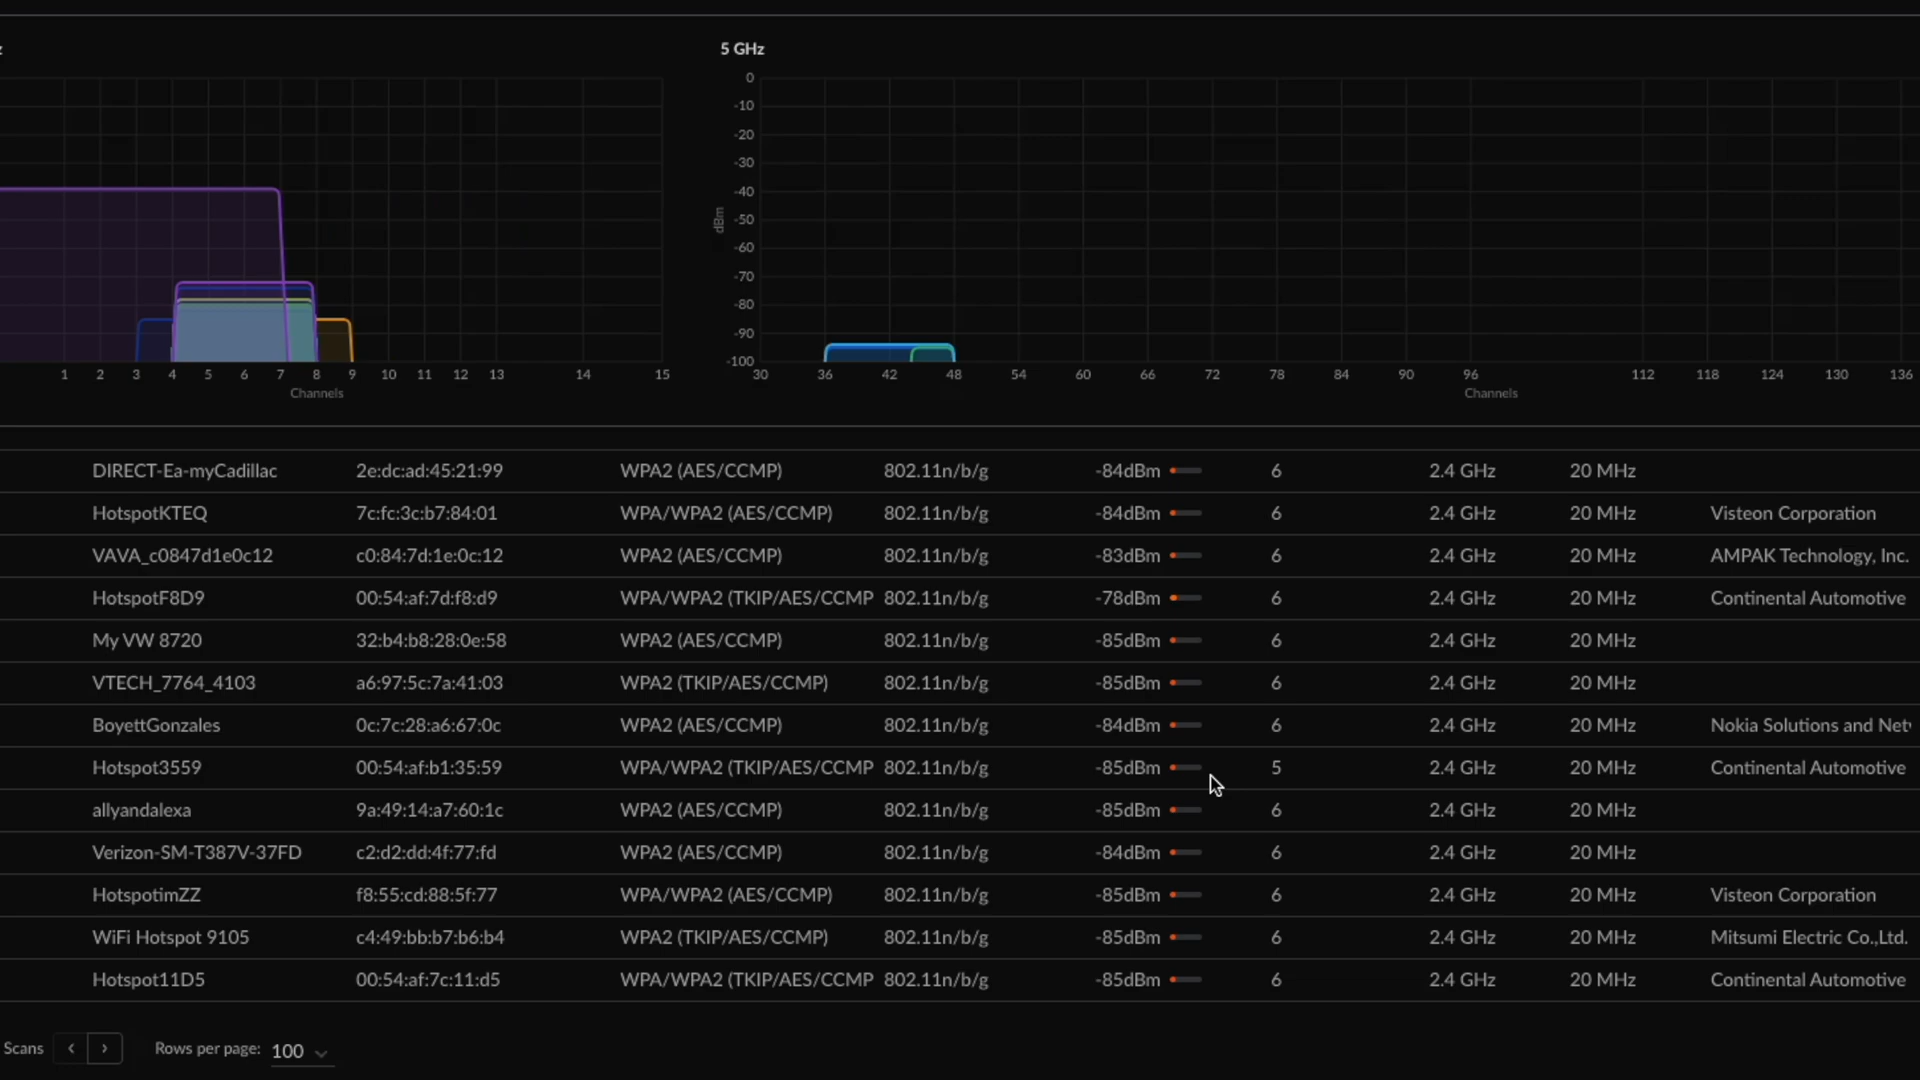 5 GHz
0
-10
-20
-30
-40
-50
-60
-70
-80
-90
-100
dBm
1 2 3 4 5 6 7 8 9 10 11 12 13 14 15
Channels
30 36 42 48 54 60 66 72 78 84 90 96 112 118 124 130 136
Channels
DIRECT-Ea-myCadillac 2e:dc:ad:45:21:99 WPA2 (AES/CCMP) 802.11n/b/g -84dBm 6 2.4 GHz 20 MHz
HotspotKTEQ 7c:fc:3c:b7:84:01 WPA/WPA2 (AES/CCMP) 802.11n/b/g -84dBm 6 2.4 GHz 20 MHz Visteon Corporation
VAVA_c0847d1e0c12 c0:84:7d:1e:0c:12 WPA2 (AES/CCMP) 802.11n/b/g -83dBm 6 2.4 GHz 20 MHz AMPAK Technology, Inc.
HotspotF8D9 00:54:af:7d:f8:d9 WPA/WPA2 (TKIP/AES/CCMP 802.11n/b/g -78dBm 6 2.4 GHz 20 MHz Continental Automotive
My VW 8720 32:b4:b8:28:0e:58 WPA2 (AES/CCMP) 802.11n/b/g -85dBm 6 2.4 GHz 20 MHz
VTECH_7764_4103 a6:97:5c:7a:41:03 WPA2 (TKIP/AES/CCMP) 802.11n/b/g -85dBm 6 2.4 GHz 20 MHz
BoyettGonzales 0c:7c:28:a6:67:0c WPA2 (AES/CCMP) 802.11n/b/g -84dBm 6 2.4 GHz 20 MHz Nokia Solutions and Net
Hotspot3559 00:54:af:b1:35:59 WPA/WPA2 (TKIP/AES/CCMP 802.11n/b/g -85dBm 5 2.4 GHz 20 MHz Continental Automotive
allyandalexa 9a:49:14:a7:60:1c WPA2 (AES/CCMP) 802.11n/b/g -85dBm 6 2.4 GHz 20 MHz
Verizon-SM-T387V-37FD c2:d2:dd:4f:77:fd WPA2 (AES/CCMP) 802.11n/b/g -84dBm 6 2.4 GHz 20 MHz
HotspotimZZ f8:55:cd:88:5f:77 WPA/WPA2 (AES/CCMP) 802.11n/b/g -85dBm 6 2.4 GHz 20 MHz Visteon Corporation
WiFi Hotspot 9105 c4:49:bb:b7:b6:b4 WPA2 (TKIP/AES/CCMP) 802.11n/b/g -85dBm 6 2.4 GHz 20 MHz Mitsumi Electric Co.,Ltd.
Hotspot11D5 00:54:af:7c:11:d5 WPA/WPA2 (TKIP/AES/CCMP 802.11n/b/g -85dBm 6 2.4 GHz 20 MHz Continental Automotive
Scans < > Rows per page: 100